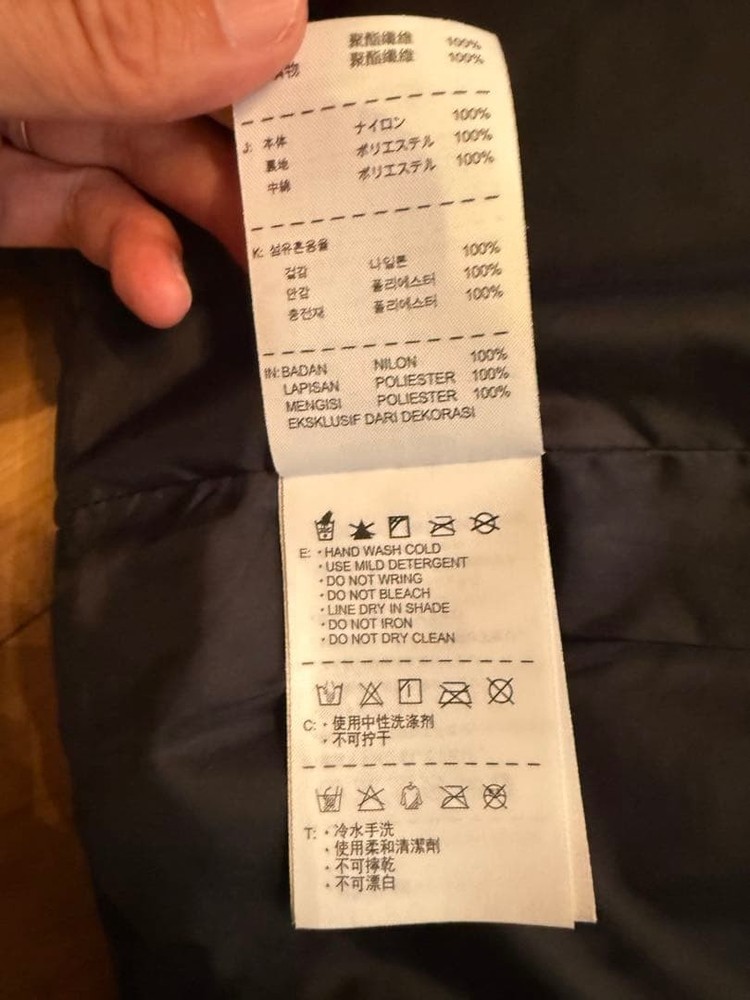 聚酯纖維 100%
物 聚酯纖維 100%
J: 本体 ナイロン 100%
裏地 ポリエステル 100%
中綿 ポリエステル 100%
K: 섬유혼용율
겉감 나일론 100%
안감 폴리에스터 100%
충전재 폴리에스터 100%
IN: BADAN NILON 100%
LAPISAN POLIESTER 100%
MENGISI POLIESTER 100%
EKSKLUSIF DARI DEKORASI
E: • HAND WASH COLD
• USE MILD DETERGENT
• DO NOT WRING
• DO NOT BLEACH
• LINE DRY IN SHADE
• DO NOT IRON
• DO NOT DRY CLEAN
C: • 使用中性洗涤剂
• 不可拧干
T: • 冷水手洗
• 使用柔和清潔劑
• 不可擰乾
• 不可漂白